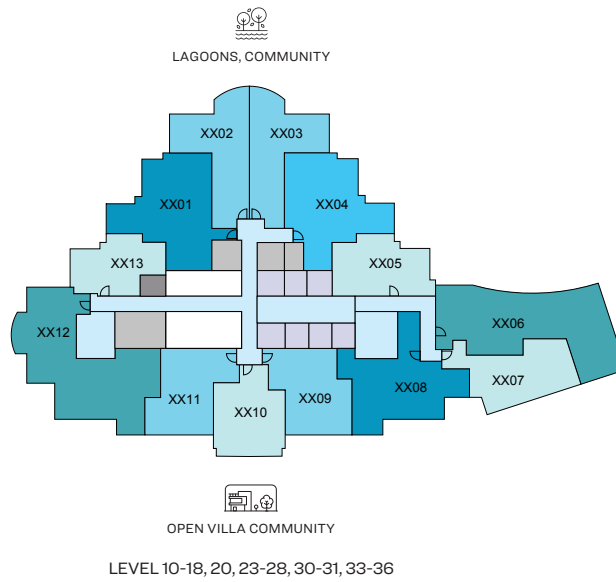 LAGOONS, COMMUNITY
XX02
XX03
XX01
XX04
XX13
XX05
XX12
XX06
XX07
XX08
XX11
XX09
XX10
OPEN VILLA COMMUNITY
LEVEL 10-18, 20, 23-28, 30-31, 33-36